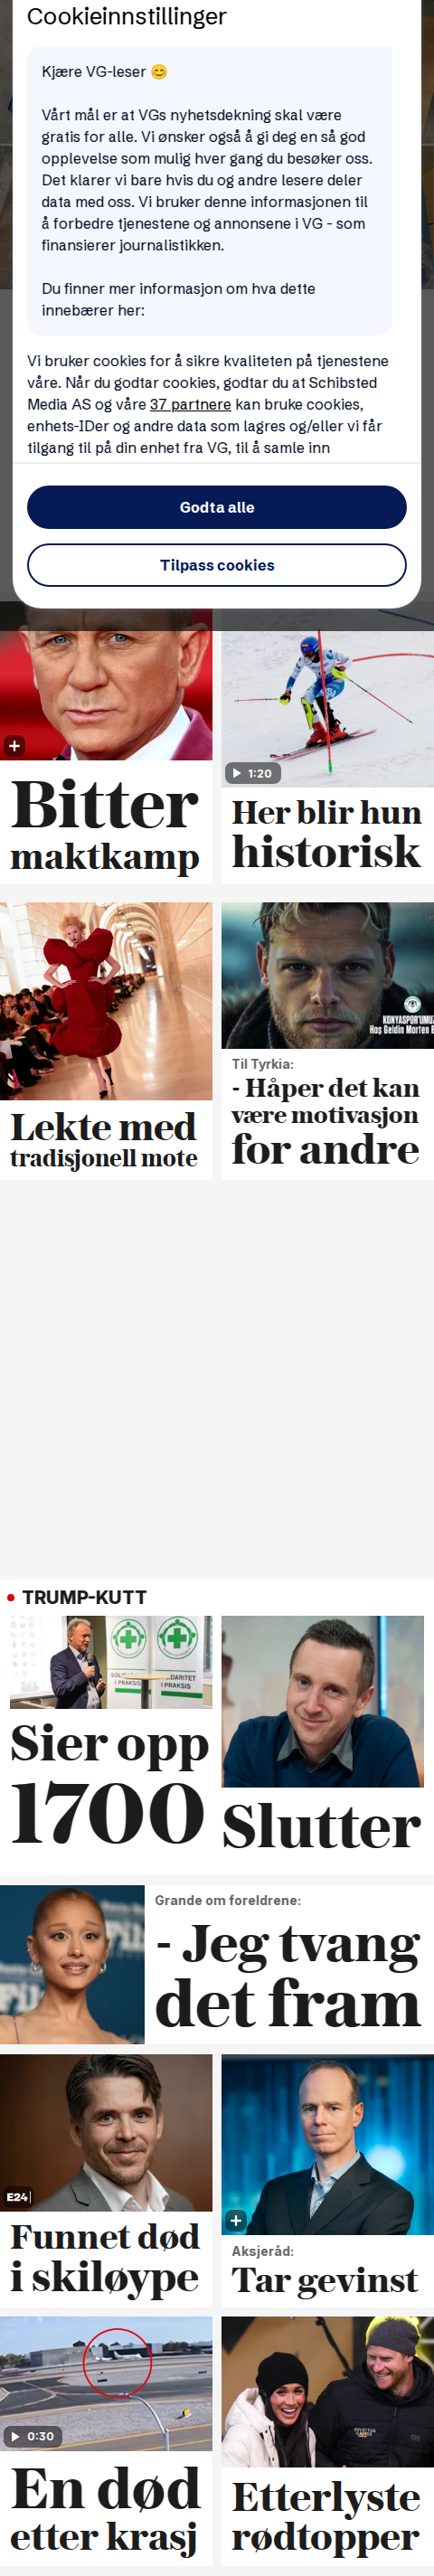 Cookieinnstillinger
Kjære VG-leser 😊
Vårt mål er at VGs nyhetsdekning skal være
gratis for alle. Vi ønsker også å gi deg en så god
opplevelse som mulig hver gang du besøker oss.
Det klarer vi bare hvis du og andre lesere deler
data med oss. Vi bruker denne informasjonen til
å forbedre tjenestene og annonsene i VG - som
finansierer journalistikken.
Du finner mer informasjon om hva dette
innebærer her:
Vi bruker cookies for å sikre kvaliteten på tjenestene
våre. Når du godtar cookies, godtar du at Schibsted
Media AS og våre 37 partnere kan bruke cookies,
enhets-IDer og andre data som lagres og/eller vi får
tilgang til på din enhet fra VG, til å samle inn
Godta alle
Tilpass cookies
Bitter
maktkamp
1:20
Her blir hun
historisk
Lekte med
tradisjonell mote
KONYASPOR'UMUZ
Hoş Geldin Morten
Til Tyrkia:
- Håper det kan
være motivasjon
for andre
TRUMP-KUTT
I PRAKSIS
I PRAKSIS
Sier opp
1700
Slutter
Grande om foreldrene:
- Jeg tvang
det fram
E24
Funnet død
i skiløype
Aksjeråd:
Tar gevinst
0:30
En død
etter krasj
Etterlyste
rødtopper